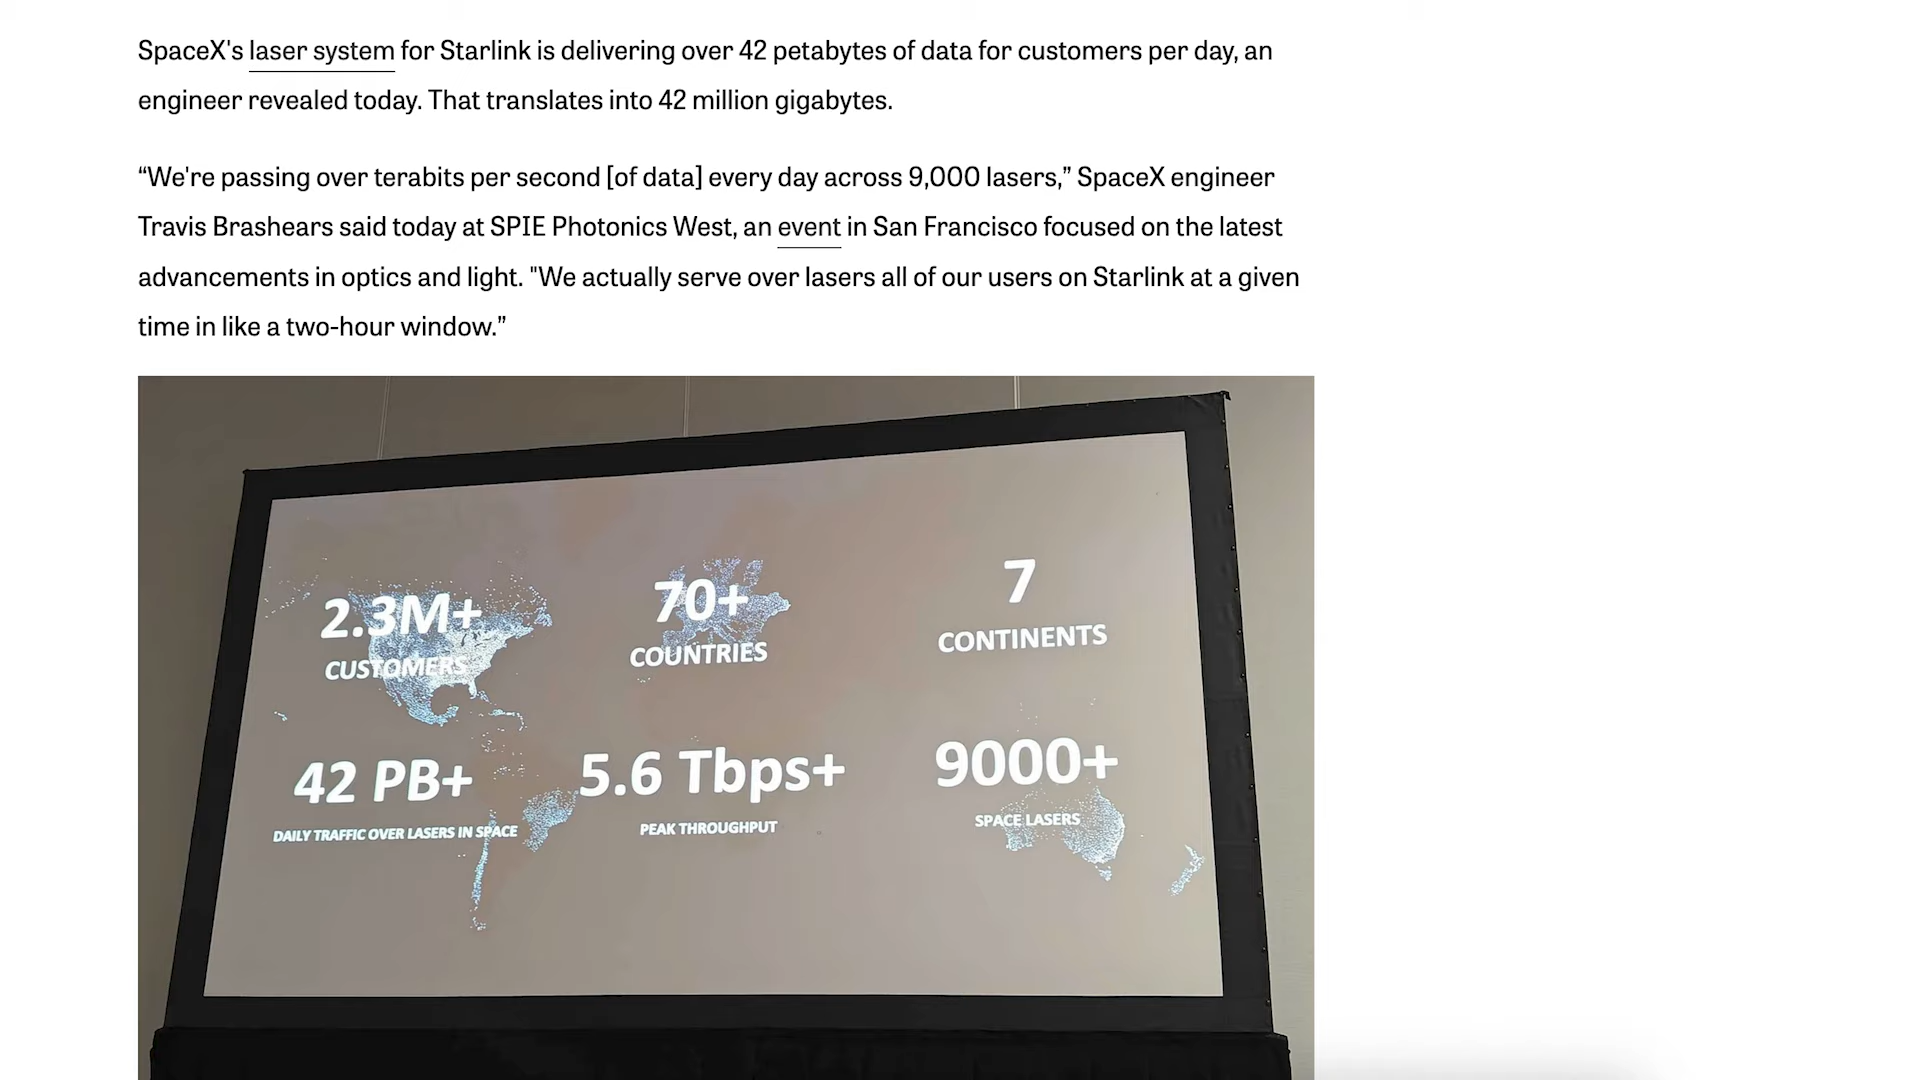 SpaceX's laser system for Starlink is delivering over 42 petabytes of data for customers per day, an
engineer revealed today. That translates into 42 million gigabytes.
“We're passing over terabits per second [of data] every day across 9,000 lasers,” SpaceX engineer
Travis Brashears said today at SPIE Photonics West, an event in San Francisco focused on the latest
advancements in optics and light. "We actually serve over lasers all of our users on Starlink at a given
time in like a two-hour window.”
2.3M+
CUSTOMERS
70+
COUNTRIES
7
CONTINENTS
42 PB+
DAILY TRAFFIC OVER LASERS IN SPACE
5.6 Tbps+
PEAK THROUGHPUT
9000+
SPACE LASERS